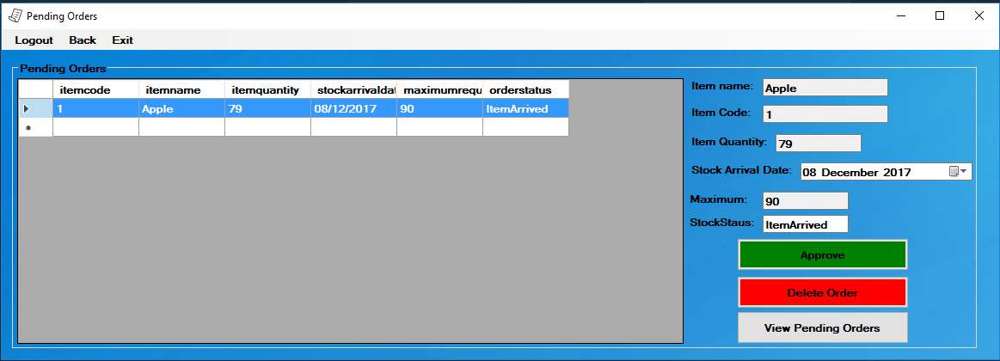 Pending Orders
Logout Back Exit
Pending Orders
itemcode itemname itemquantity stockarrivaldat maximumrequ orderstatus
1 Apple 79 08/12/2017 90 ItemArrived
Item name: Apple
Item Code: 1
Item Quantity: 79
Stock Arrival Date: 08 December 2017
Maximum: 90
StockStaus: ItemArrived
Approve
Delete Order
View Pending Orders